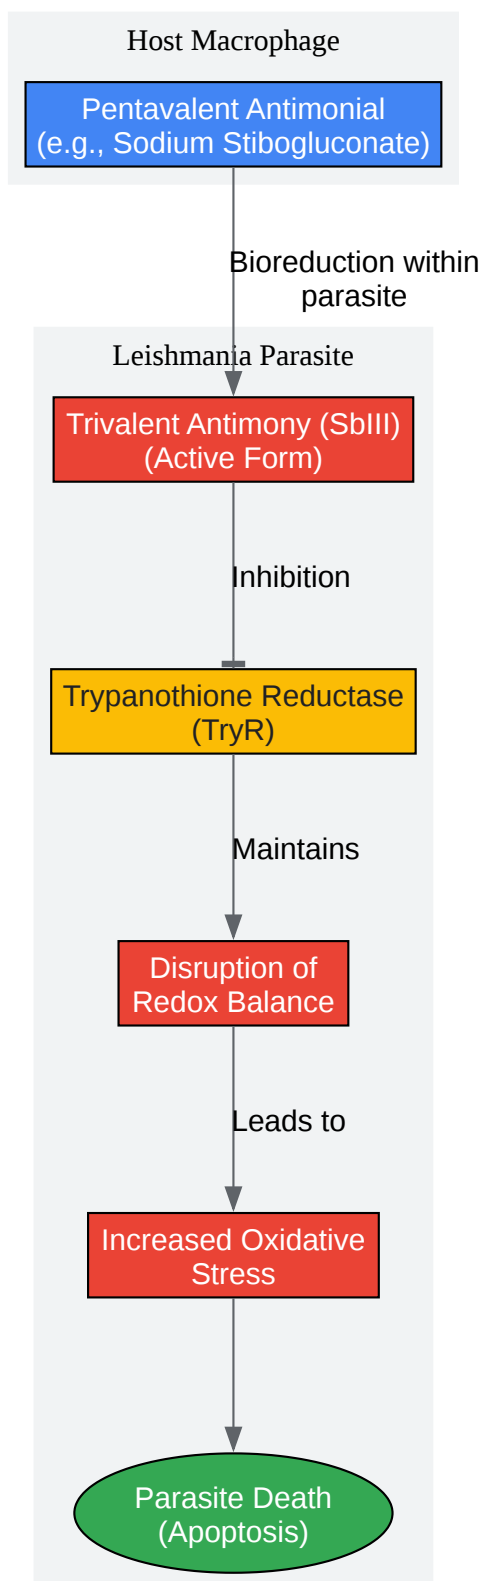 Host Macrophage
Pentavalent Antimonial
(e.g., Sodium Stibogluconate)
Bioreduction within
parasite
Leishmania Parasite
Trivalent Antimony (SbIII)
(Active Form)
Inhibition
Trypanothione Reductase
(TryR)
Maintains
Disruption of
Redox Balance
Leads to
Increased Oxidative
Stress
Parasite Death
(Apoptosis)